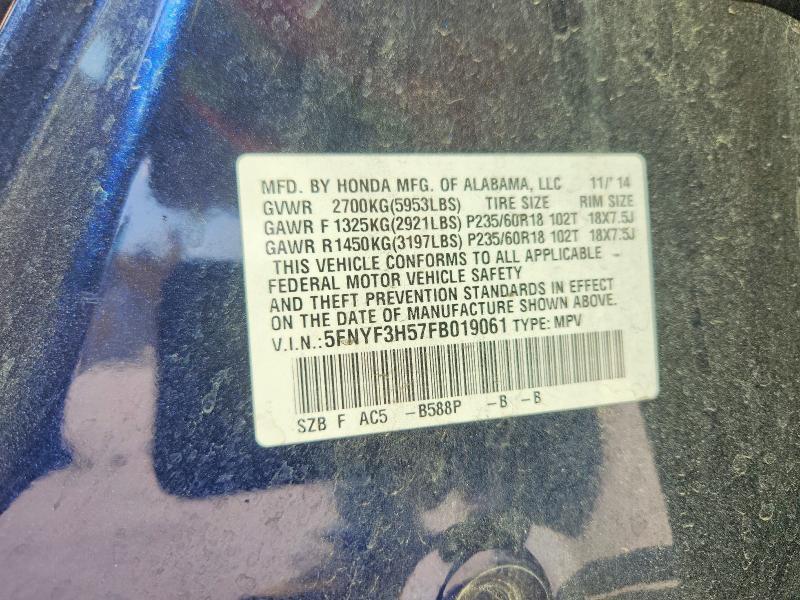 MFD. BY HONDA MFG. OF ALABAMA, LLC 11/'14
GVWR 2700KG(5953LBS) TIRE SIZE RIM SIZE
GAWR F 1325KG(2921LBS) P235/60R18 102T 18X7.5J
GAWR R 1450KG(3197LBS) P235/60R18 102T 18X7.5J
THIS VEHICLE CONFORMS TO ALL APPLICABLE
FEDERAL MOTOR VEHICLE SAFETY
AND THEFT PREVENTION STANDARDS IN EFFECT
ON THE DATE OF MANUFACTURE SHOWN ABOVE.
V.I.N.: 5FNYF3H57FB019061 TYPE: MPV
SZB F AC5 -B588P -B -B